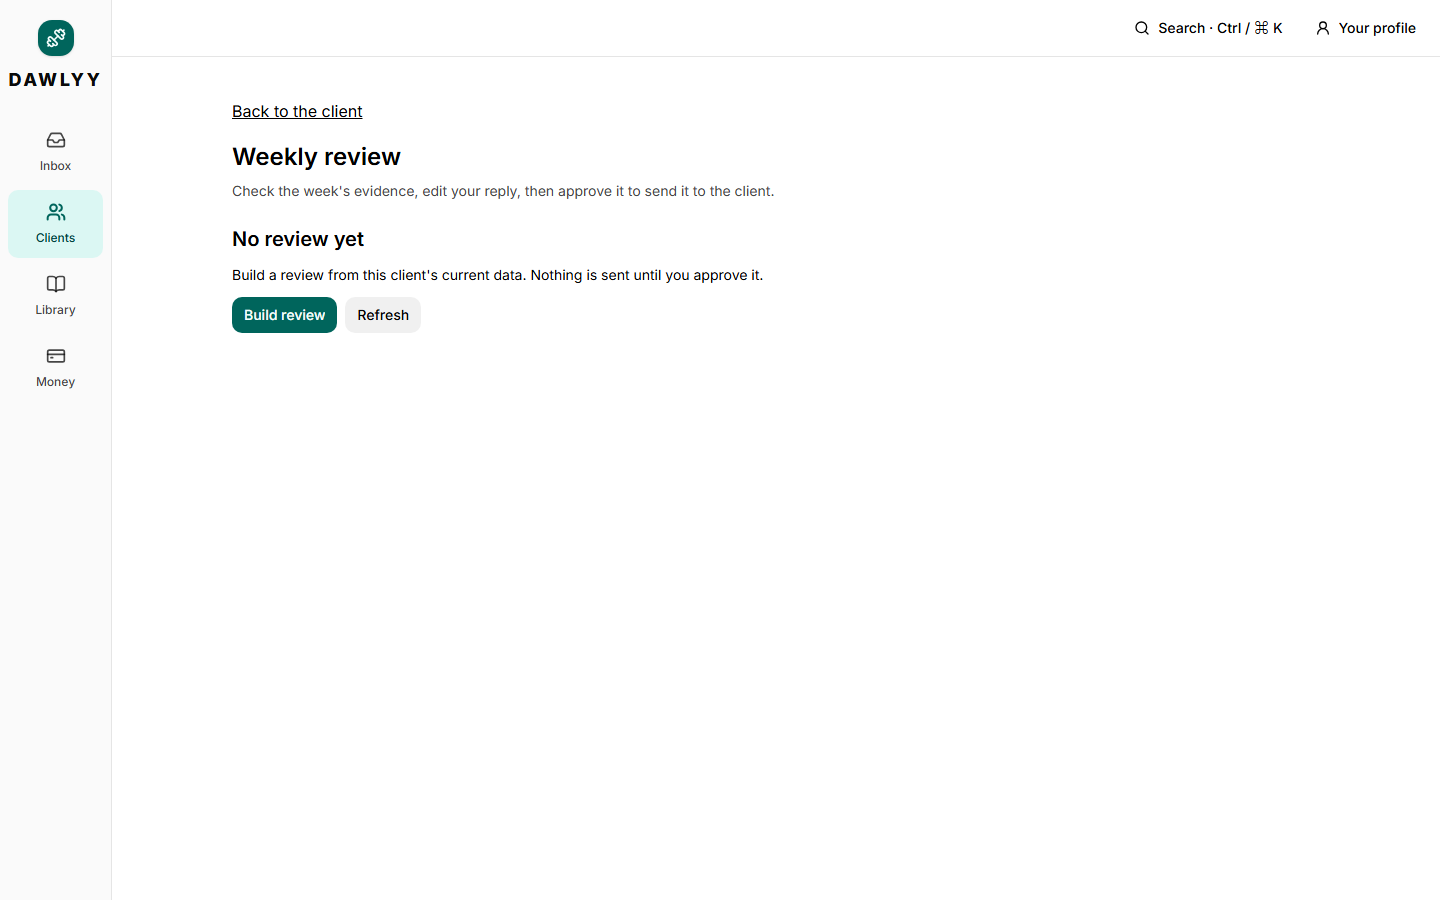 DAWLYY
Inbox
Clients
Library
Money
Search · Ctrl / ⌘ K
Your profile
Back to the client
Weekly review
Check the week's evidence, edit your reply, then approve it to send it to the client.
No review yet
Build a review from this client's current data. Nothing is sent until you approve it.
Build review
Refresh